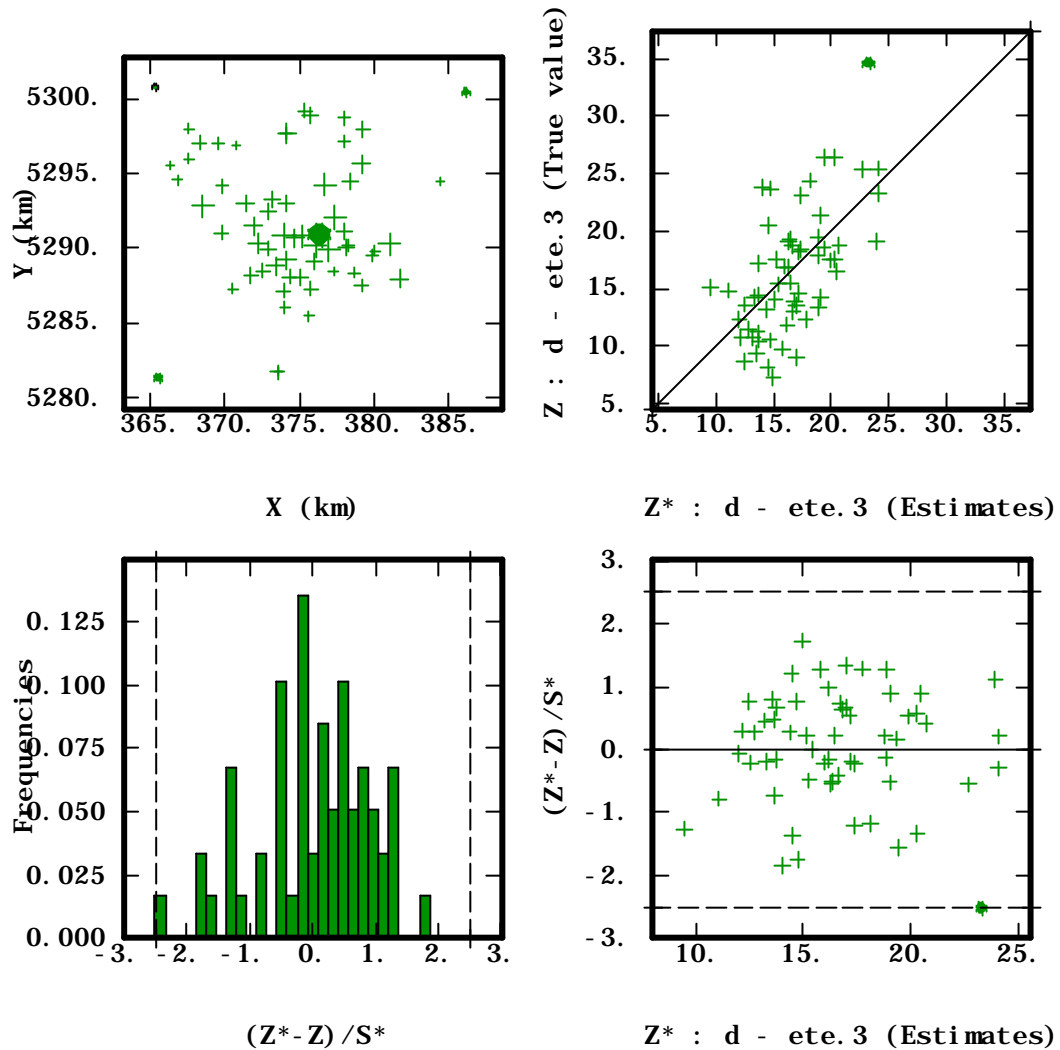 Y (km)
5300.
5295.
5290.
5285.
5280.
365. 370. 375. 380. 385.
X (km)
Z : d - ete.3 (True value)
35.
30.
25.
20.
15.
10.
5.
5. 10. 15. 20. 25. 30. 35.
Z* : d - ete.3 (Estimates)
Frequencies
0.125
0.100
0.075
0.050
0.025
0.000
-3. -2. -1. 0. 1. 2. 3.
(Z*-Z)/S*
(Z*-Z)/S*
3.
2.
1.
0.
-1.
-2.
-3.
10. 15. 20. 25.
Z* : d - ete.3 (Estimates)